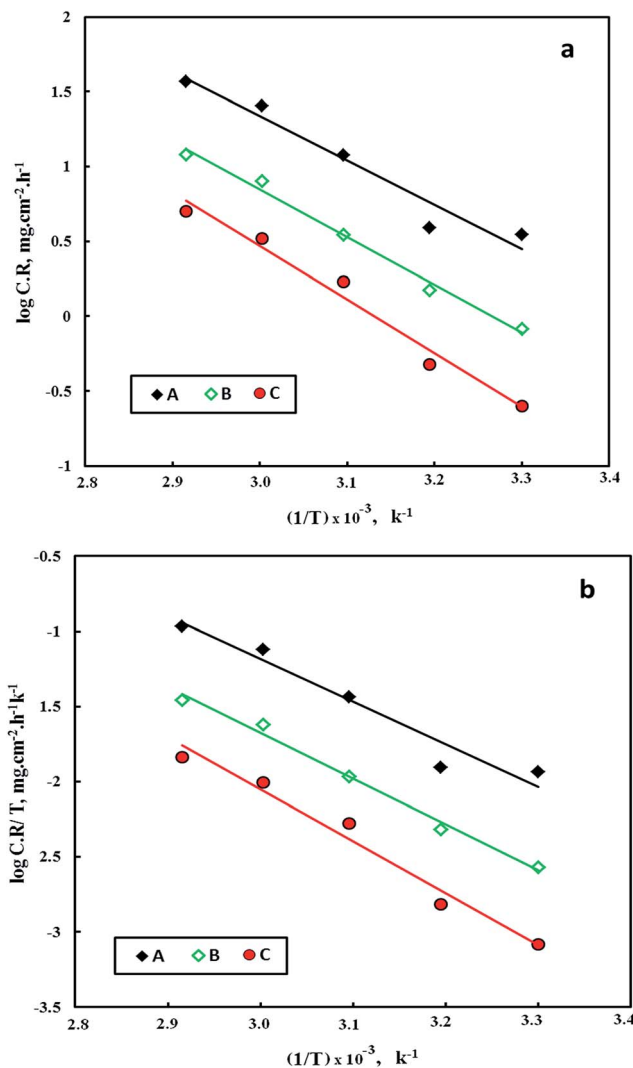 a
2
1.5
1
0.5
0
-0.5
-1
log C.R, mg.cm-2.h-1
A B C
2.8 2.9 3.0 3.1 3.2 3.3 3.4
(1/T) x 10-3, k-1
b
-0.5
-1
-1.5
-2
-2.5
-3
-3.5
log C.R/ T, mg.cm-2.h-1k-1
A B C
2.8 2.9 3.0 3.1 3.2 3.3 3.4
(1/T) x 10-3, k-1